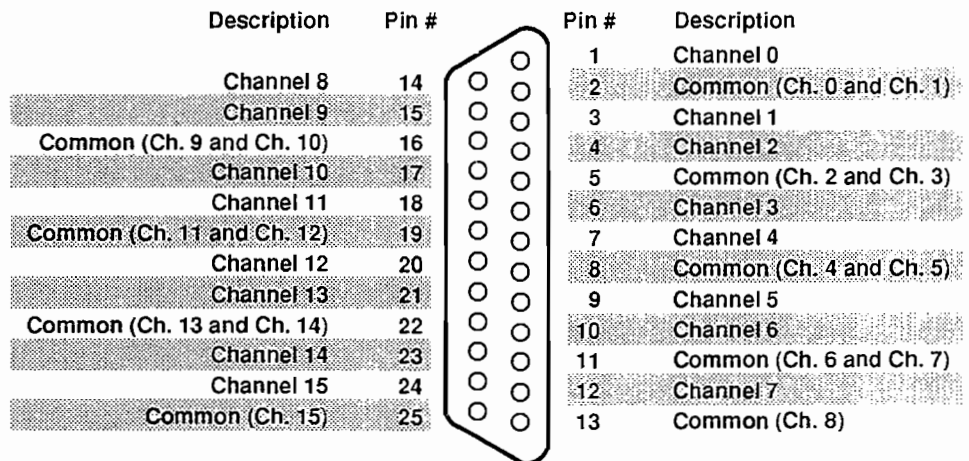 Description Pin #
Channel 8 14
Channel 9 15
Common (Ch. 9 and Ch. 10) 16
Channel 10 17
Channel 11 18
Common (Ch. 11 and Ch. 12) 19
Channel 12 20
Channel 13 21
Common (Ch. 13 and Ch. 14) 22
Channel 14 23
Channel 15 24
Common (Ch. 15) 25
Pin # Description
1 Channel 0
2 Common (Ch. 0 and Ch. 1)
3 Channel 1
4 Channel 2
5 Common (Ch. 2 and Ch. 3)
6 Channel 3
7 Channel 4
8 Common (Ch. 4 and Ch. 5)
9 Channel 5
10 Channel 6
11 Common (Ch. 6 and Ch. 7)
12 Channel 7
13 Common (Ch. 8)